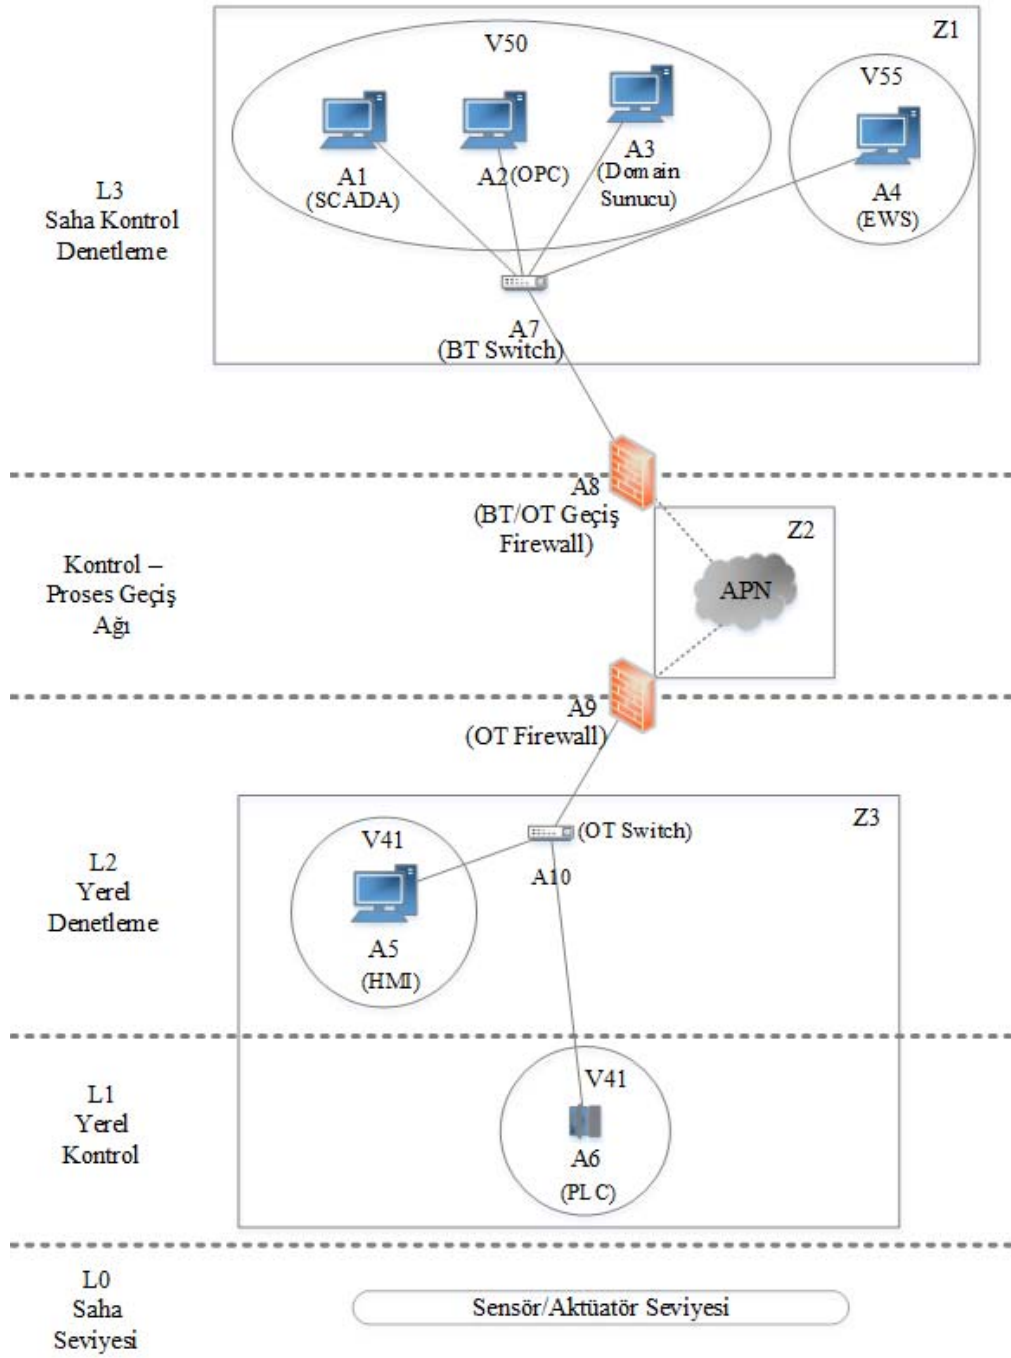 Z1
V50
V55
A1
(SCADA)
A2(OPC)
A3
(Domain
Sunucu)
A4
(EWS)
L3
Saha Kontrol
Denetleme
A7
(BT Switch)
A8
(BT/OT Geçiş
Firewall)
Z2
APN
Kontrol –
Proses Geçiş
Ağı
A9
(OT Firewall)
Z3
(OT Switch)
A10
V41
A5
(HMI)
L2
Yerel
Denetleme
V41
A6
(PLC)
L1
Yerel
Kontrol
L0
Saha
Seviyesi
Sensör/Aktüatör Seviyesi